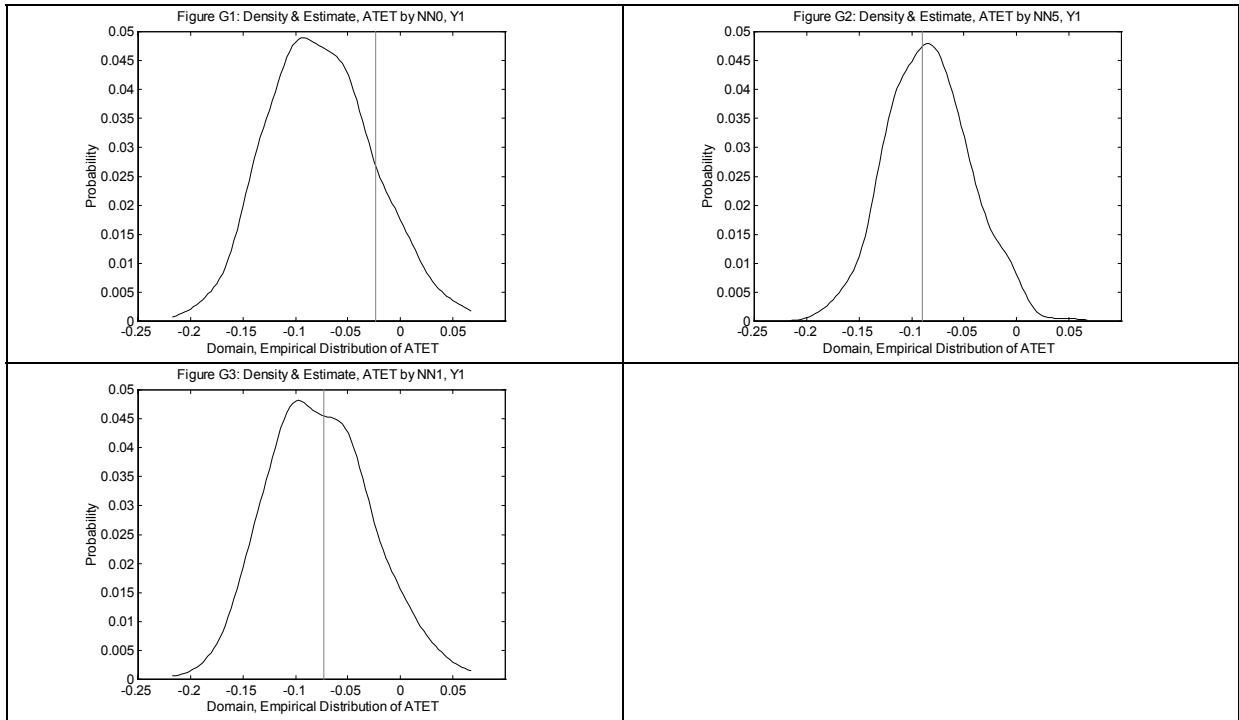 Figure G1: Density & Estimate, ATET by NN0, Y1
0.05
0.045
0.04
0.035
0.03
0.025
0.02
0.015
0.01
0.005
0
Probability
-0.25 -0.2 -0.15 -0.1 -0.05 0 0.05
Domain, Empirical Distribution of ATET
Figure G2: Density & Estimate, ATET by NN5, Y1
0.05
0.045
0.04
0.035
0.03
0.025
0.02
0.015
0.01
0.005
0
Probability
-0.25 -0.2 -0.15 -0.1 -0.05 0 0.05
Domain, Empirical Distribution of ATET
Figure G3: Density & Estimate, ATET by NN1, Y1
0.05
0.045
0.04
0.035
0.03
0.025
0.02
0.015
0.01
0.005
0
Probability
-0.25 -0.2 -0.15 -0.1 -0.05 0 0.05
Domain, Empirical Distribution of ATET